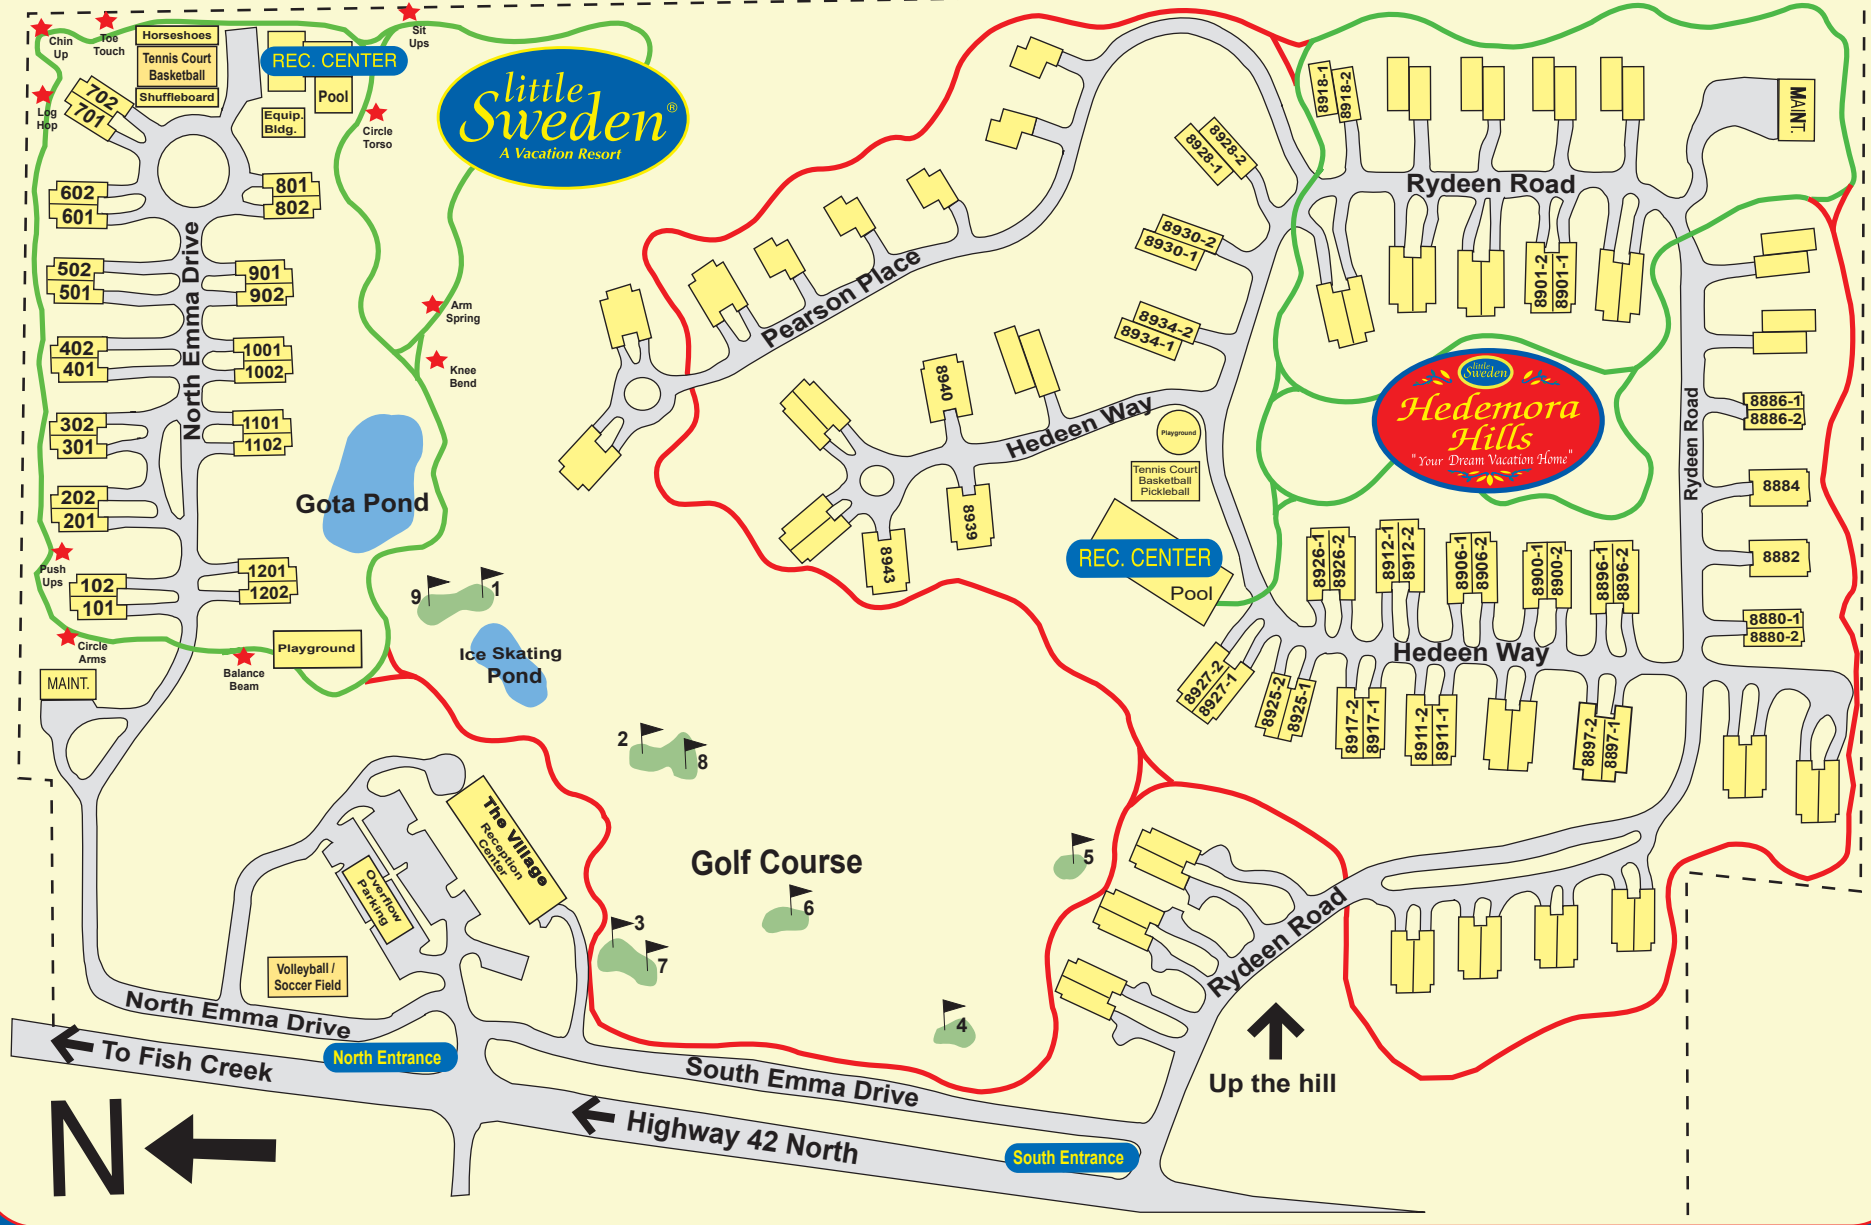 Chin
Up
Toe
Touch
Horseshoes
Tennis Court
Basketball
Shuffleboard
REC. CENTER
Pool
Equip.
Bldg.
Sit
Ups
Circle
Torso
Log
Hop
little
Sweden®
A Vacation Resort
702
701
602
601
801
802
502
501
901
902
402
401
1001
1002
302
301
1101
1102
202
201
102
101
1201
1202
North Emma Drive
Arm
Spring
Knee
Bend
Gota Pond
Push
Ups
Circle
Arms
Balance
Beam
Playground
MAINT.
9
1
Ice Skating
Pond
2
8
The Village
Reception
Center
Overflow
Parking
Volleyball /
Soccer Field
Golf Course
3
7
6
5
4
North Emma Drive
To Fish Creek
North Entrance
South Emma Drive
Highway 42 North
South Entrance
N
Pearson Place
8918-1
8918-2
8928-2
8928-1
8930-2
8930-1
8934-2
8934-1
Rydeen Road
MAINT.
8901-2
8901-1
little
Sweden
Hedemora
Hills
"Your Dream Vacation Home"
Rydeen Road
8886-1
8886-2
8884
8882
8880-1
8880-2
8940
8939
8943
Hedeen Way
Playground
Tennis Court
Basketball
Pickleball
REC. CENTER
Pool
8926-1
8926-2
8912-1
8912-2
8906-1
8906-2
8900-1
8900-2
8896-1
8896-2
Hedeen Way
8927-2
8927-1
8925-2
8925-1
8917-2
8917-1
8911-2
8911-1
8897-2
8897-1
Rydeen Road
Up the hill